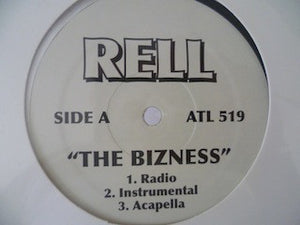 RELL
SIDE A ATL 519
"THE BIZNESS"
1. Radio
2. Instrumental
3. Acapella